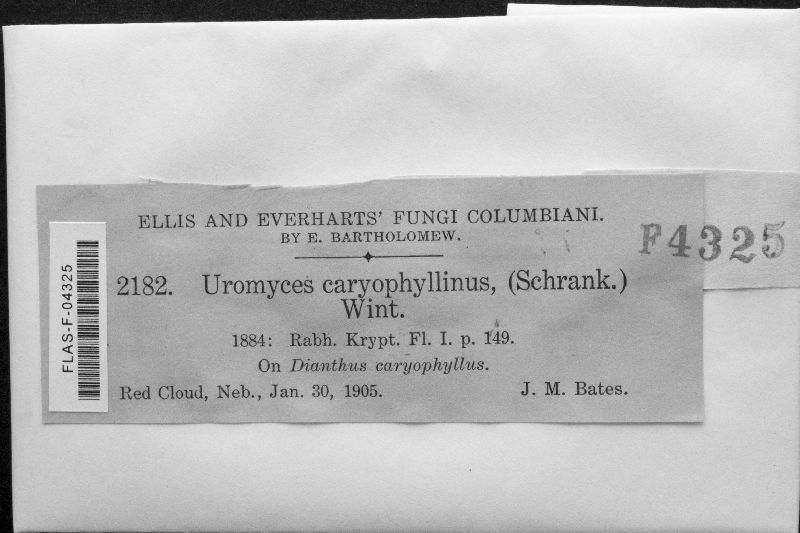 ELLIS AND EVERHARTS' FUNGI COLUMBIANI.
BY E. BARTHOLOMEW.
F4325
2182. Uromyces caryophyllinus, (Schrank.)
Wint.
1884: Rabh. Krypt. Fl. I. p. 149.
On Dianthus caryophyllus.
Red Cloud, Neb., Jan. 30, 1905. J. M. Bates.
FLAS-F-04325